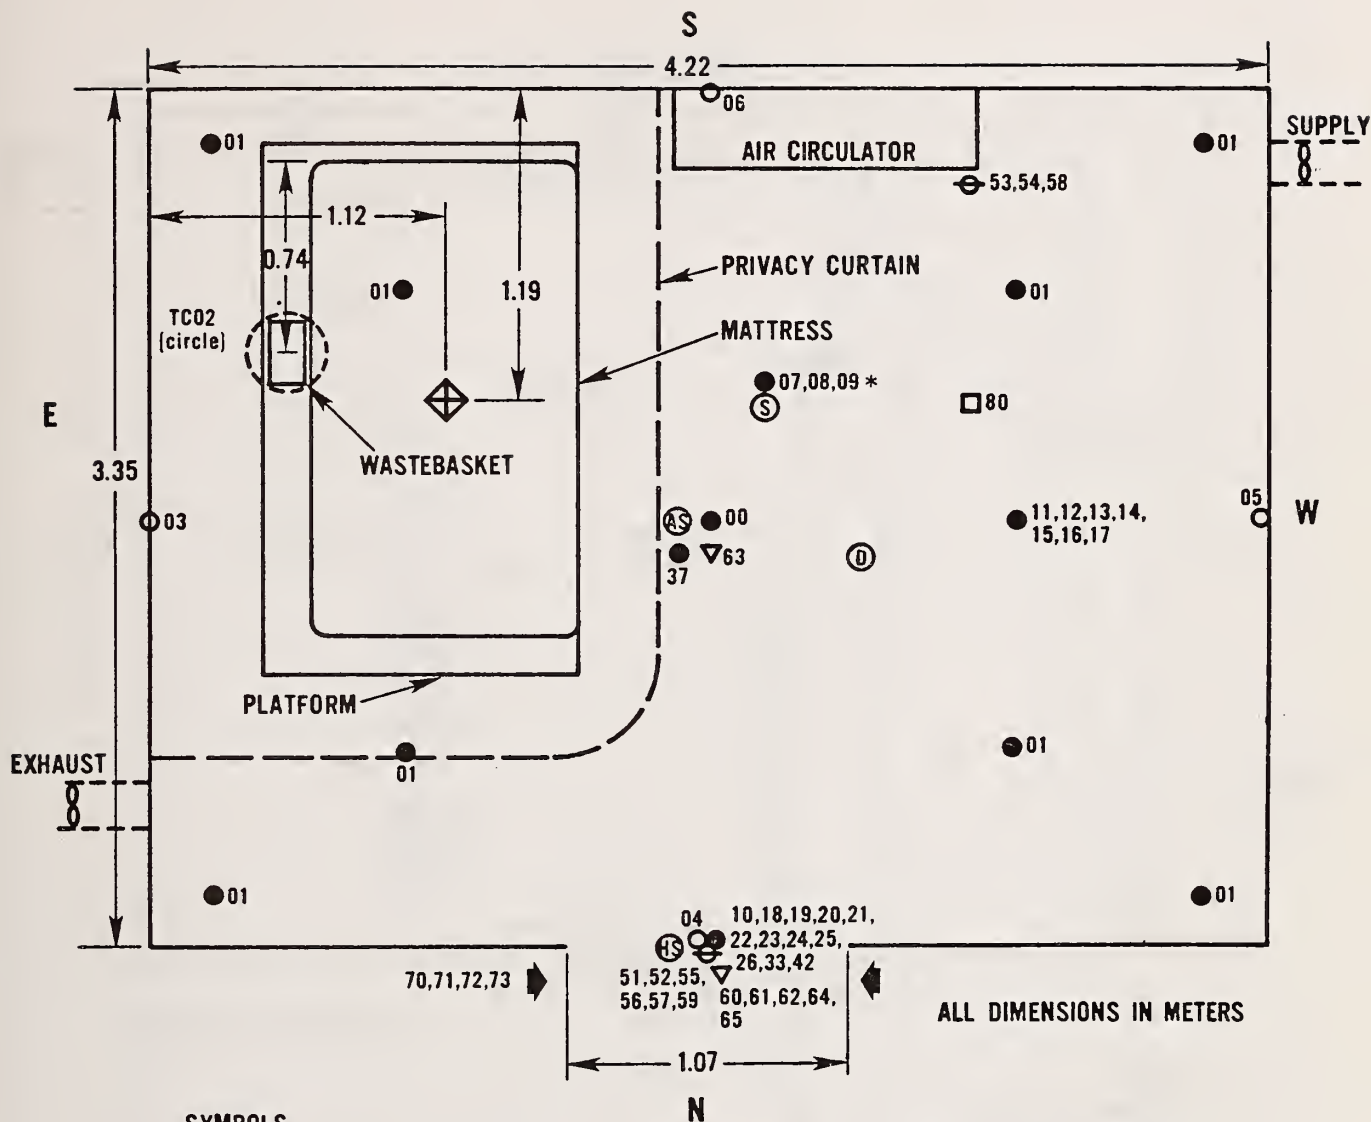 S
4.22
06
01
AIR CIRCULATOR
01
SUPPLY
53,54,58
1.12
0.74
PRIVACY CURTAIN
01
1.19
01
TC02
(circle)
MATTRESS
07,08,09 *
S
80
E
WASTEBASKET
3.35
03
AS
00
11,12,13,14,
15,16,17
05
W
37
63
D
PLATFORM
EXHAUST
01
01
01
01
04
10,18,19,20,21,
22,23,24,25,
26,33,42
HS
70,71,72,73
51,52,55,
56,57,59
60,61,62,64,
65
ALL DIMENSIONS IN METERS
1.07
N
SYMBOLS